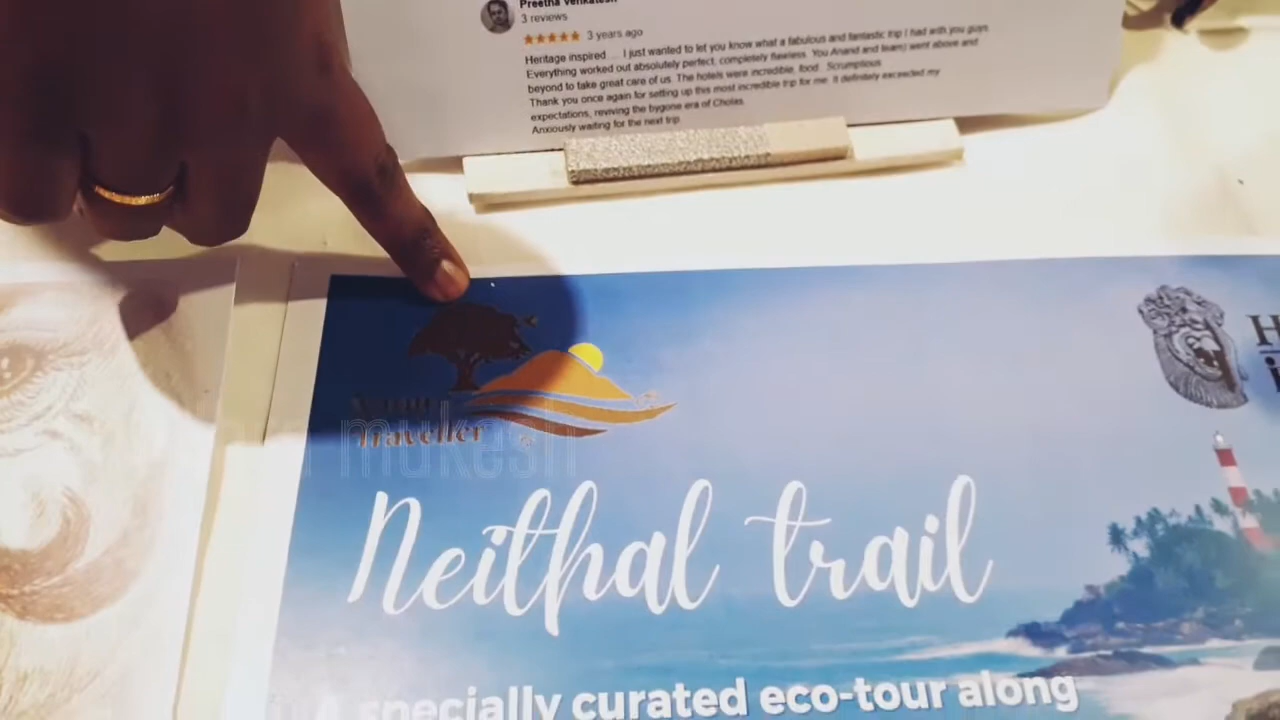 Preetha Venkatesh
3 reviews
3 years ago
Heritage inspired ... I just wanted to let you know what a fabulous and fantastic trip I had with you guys
Everything worked out absolutely perfect, completely flawless. You Anand and team) went above and
beyond to take great care of us. The hotels were incredible, food.. Scrumptious
Thank you once again for setting up this most incredible trip for me. It definitely exceeded my
expectations, reviving the bygone era of Cholas.
Anxiously waiting for the next trip
Traveller
mukesh
Neithal trail
A specially curated eco-tour along